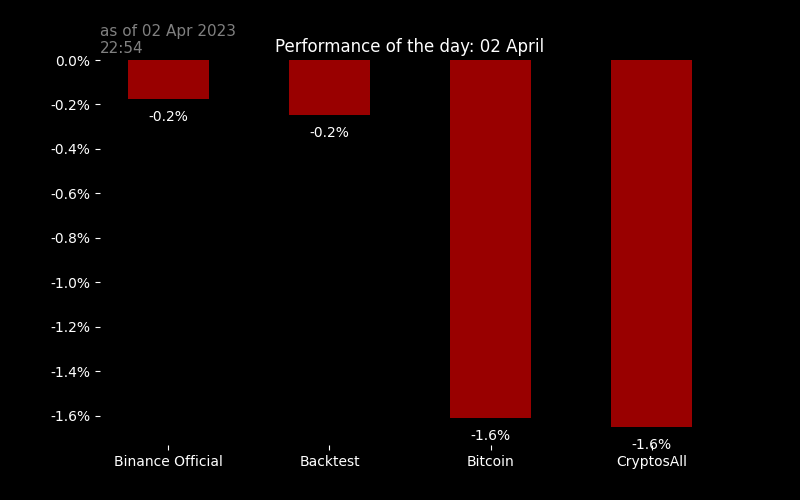 as of 02 Apr 2023
22:54
Performance of the day: 02 April
0.0%
-0.2%
-0.4%
-0.6%
-0.8%
-1.0%
-1.2%
-1.4%
-1.6%
-0.2%
-0.2%
-1.6%
-1.6%
Binance Official
Backtest
Bitcoin
CryptosAll